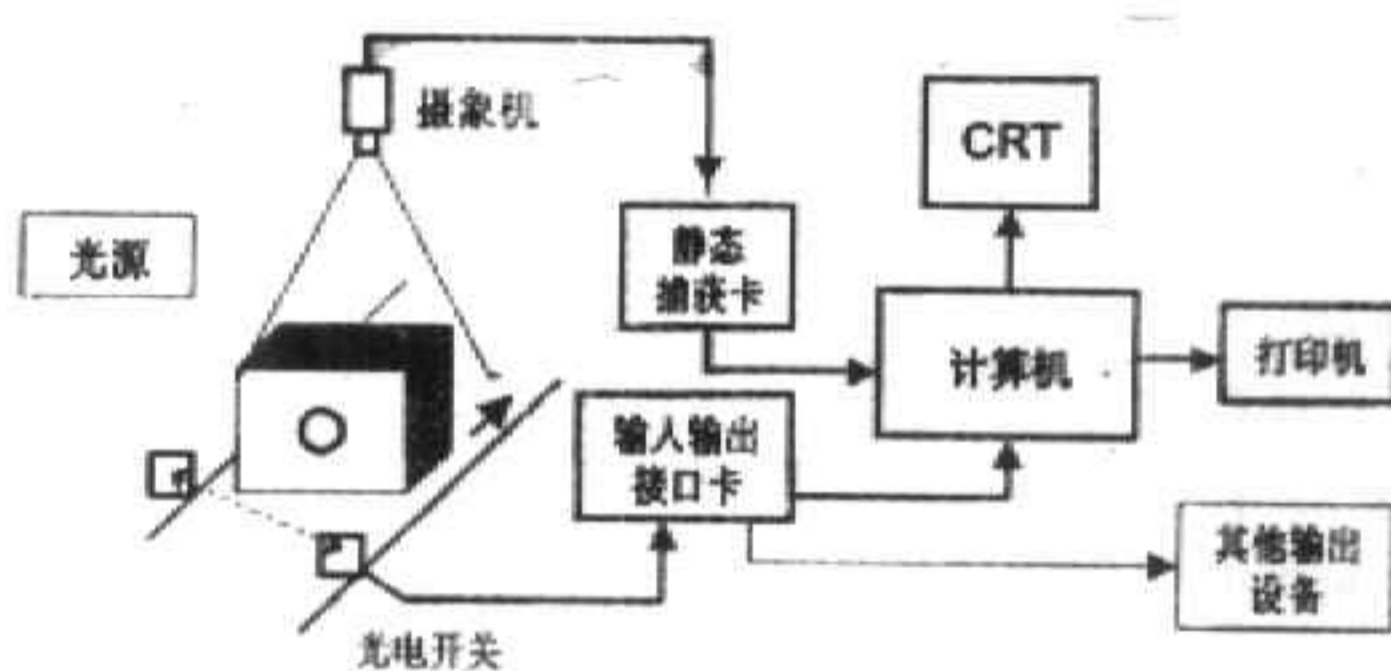 摄象机
CRT
光源
静态
捕获卡
计算机
打印机
输人输出
接口卡
其他输出
设备
光电开关